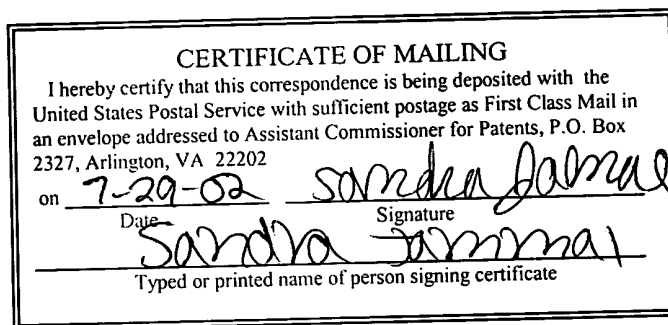 CERTIFICATE OF MAILING
I hereby certify that this correspondence is being deposited with the
United States Postal Service with sufficient postage as First Class Mail in
an envelope addressed to Assistant Commissioner for Patents, P.O. Box
2327, Arlington, VA 22202
on 7-29-02 Sandra
Date Signature
Sandra
Typed or printed name of person signing certificate